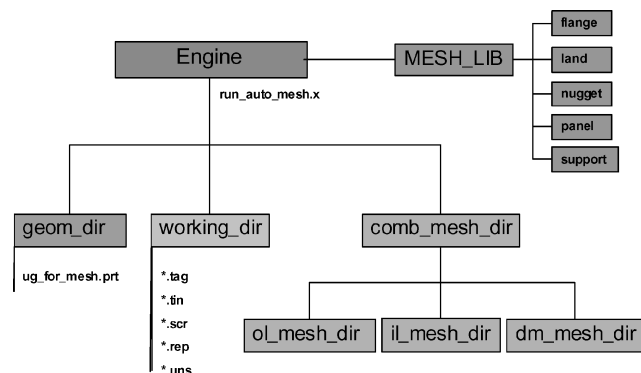 flange
Engine
MESH_LIB
land
run_auto_mesh.x
nugget
panel
support
geom_dir
working_dir
comb_mesh_dir
ug_for_mesh.prt
*.tag
*.tin
*.scr
*.rep
*.uns
ol_mesh_dir
il_mesh_dir
dm_mesh_dir